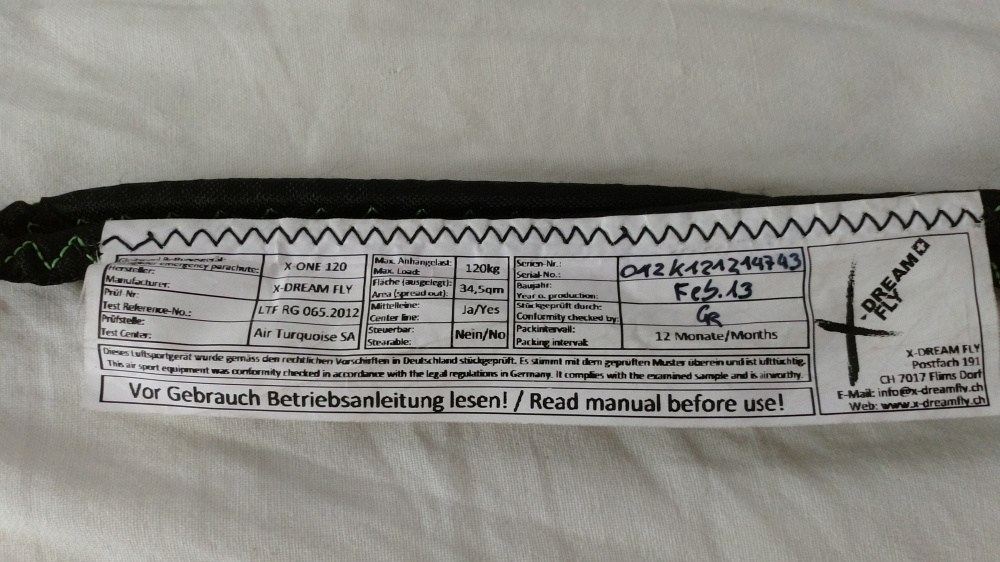 emergency parachute:
X-ONE 120
Hersteller:
Manufacturer:
X-DREAM FLY
Prüf-Nr:
Test Reference-No.:
LTF RG 065.2012
Prüfstelle:
Test Center:
Air Turquoise SA
Max. Anhängelast:
Max. Load:
120kg
Fläche (ausgelegt):
Area (spread out):
34,5qm
Mittelleine:
Center line:
Ja/Yes
Steuerbar:
Stearable:
Nein/No
Serien-Nr.:
Serial-No.:
012K121214743
Baujahr:
Year o. production:
Feb.13
Stückgeprüft durch:
Conformity checked by:
GR
Packintervall:
Packing interval:
12 Monate/Months
Dieses Luftsportgerät wurde gemäss den rechtlichen Vorschiften in Deutschland stückgeprüft. Es stimmt mit dem geprüften Muster überein und ist lufttüchtig.
This air sport equipment was conformity checked in accordance with the legal regulations in Germany. It complies with the examined sample and is airworthy.
Vor Gebrauch Betriebsanleitung lesen! / Read manual before use!
X-DREAM
FLY
X-DREAM FLY
Postfach 191
CH 7017 Flims Dorf
E-Mail: info@x-dreamfly.ch
Web: www.x-dreamfly.ch